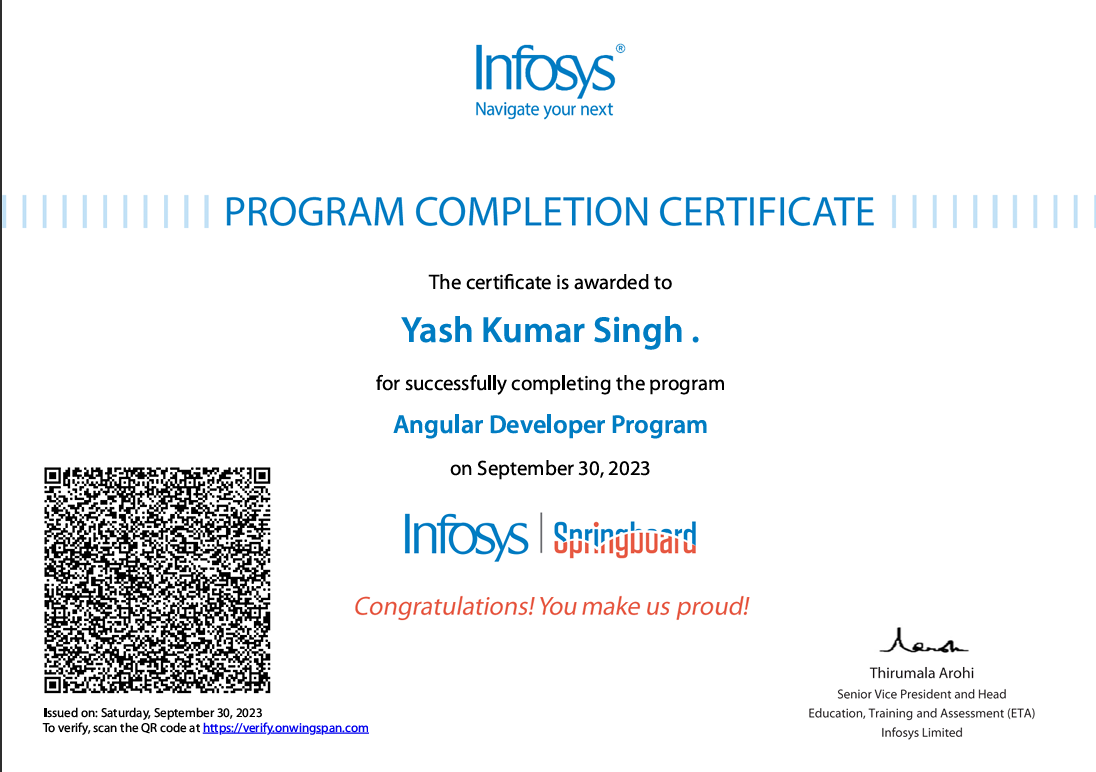 Infosys®
Navigate your next
PROGRAM COMPLETION CERTIFICATE
The certificate is awarded to
Yash Kumar Singh .
for successfully completing the program
Angular Developer Program
on September 30, 2023
Infosys | Springboard
Congratulations! You make us proud!
Issued on: Saturday, September 30, 2023
To verify, scan the QR code at https://verify.onwingspan.com
Thirumala Arohi
Senior Vice President and Head
Education, Training and Assessment (ETA)
Infosys Limited